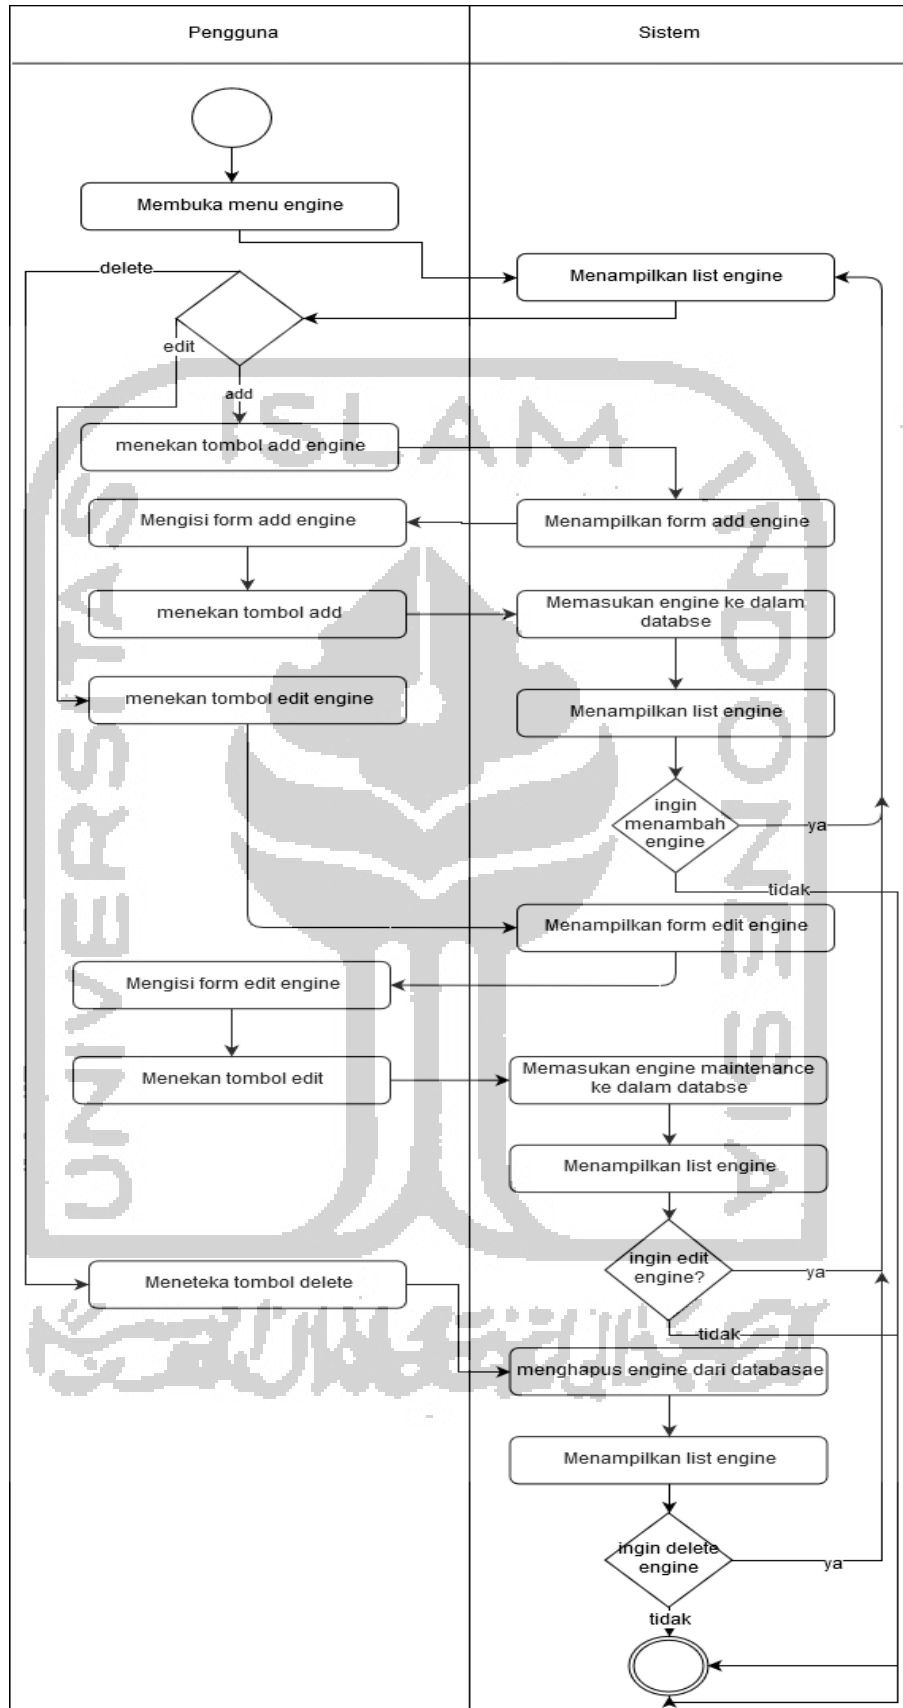 Pengguna
Sistem
Membuka menu engine
delete
Menampilkan list engine
edit
add
menekan tombol add engine
Mengisi form add engine
Menampilkan form add engine
menekan tombol add
Memasukan engine ke dalam
databse
menekan tombol edit engine
Menampilkan list engine
ingin
menambah
engine
ya
tidak
Menampilkan form edit engine
Mengisi form edit engine
Menekan tombol edit
Memasukan engine maintenance
ke dalam databse
Menampilkan list engine
ingin edit
engine?
ya
Meneteka tombol delete
tidak
menghapus engine dari databasae
Menampilkan list engine
ingin delete
engine
ya
tidak
UNIVERSITAS
ISLAM
INDONESIA